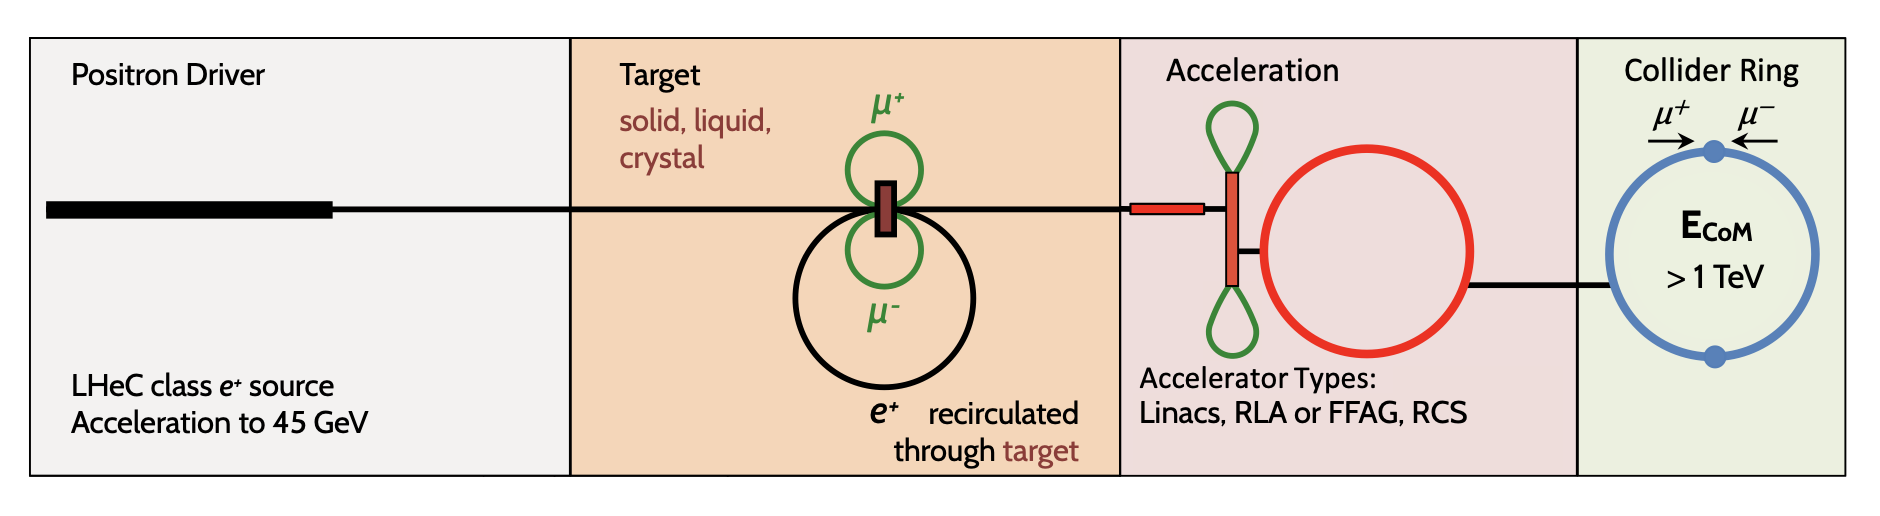 Positron Driver
LHeC class e⁺ source
Acceleration to 45 GeV
Target
solid, liquid,
crystal
μ⁺
μ⁻
e⁺ recirculated
through target
Acceleration
Accelerator Types:
Linacs, RLA or FFAG, RCS
Collider Ring
μ⁺ μ⁻
E_CoM
> 1 TeV